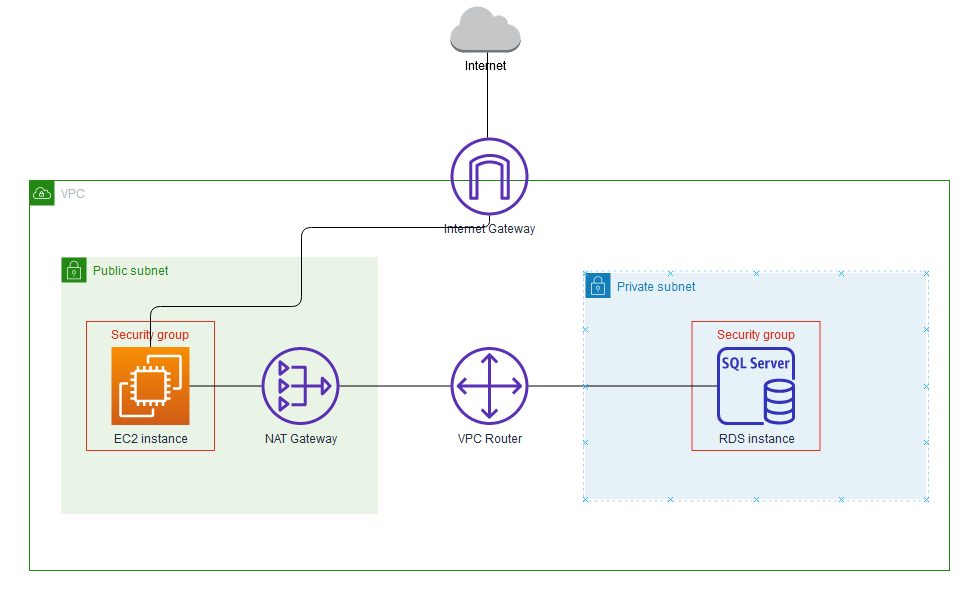 Internet
VPC
Internet Gateway
Public subnet
Private subnet
Security group
Security group
SQL Server
EC2 instance
NAT Gateway
VPC Router
RDS instance